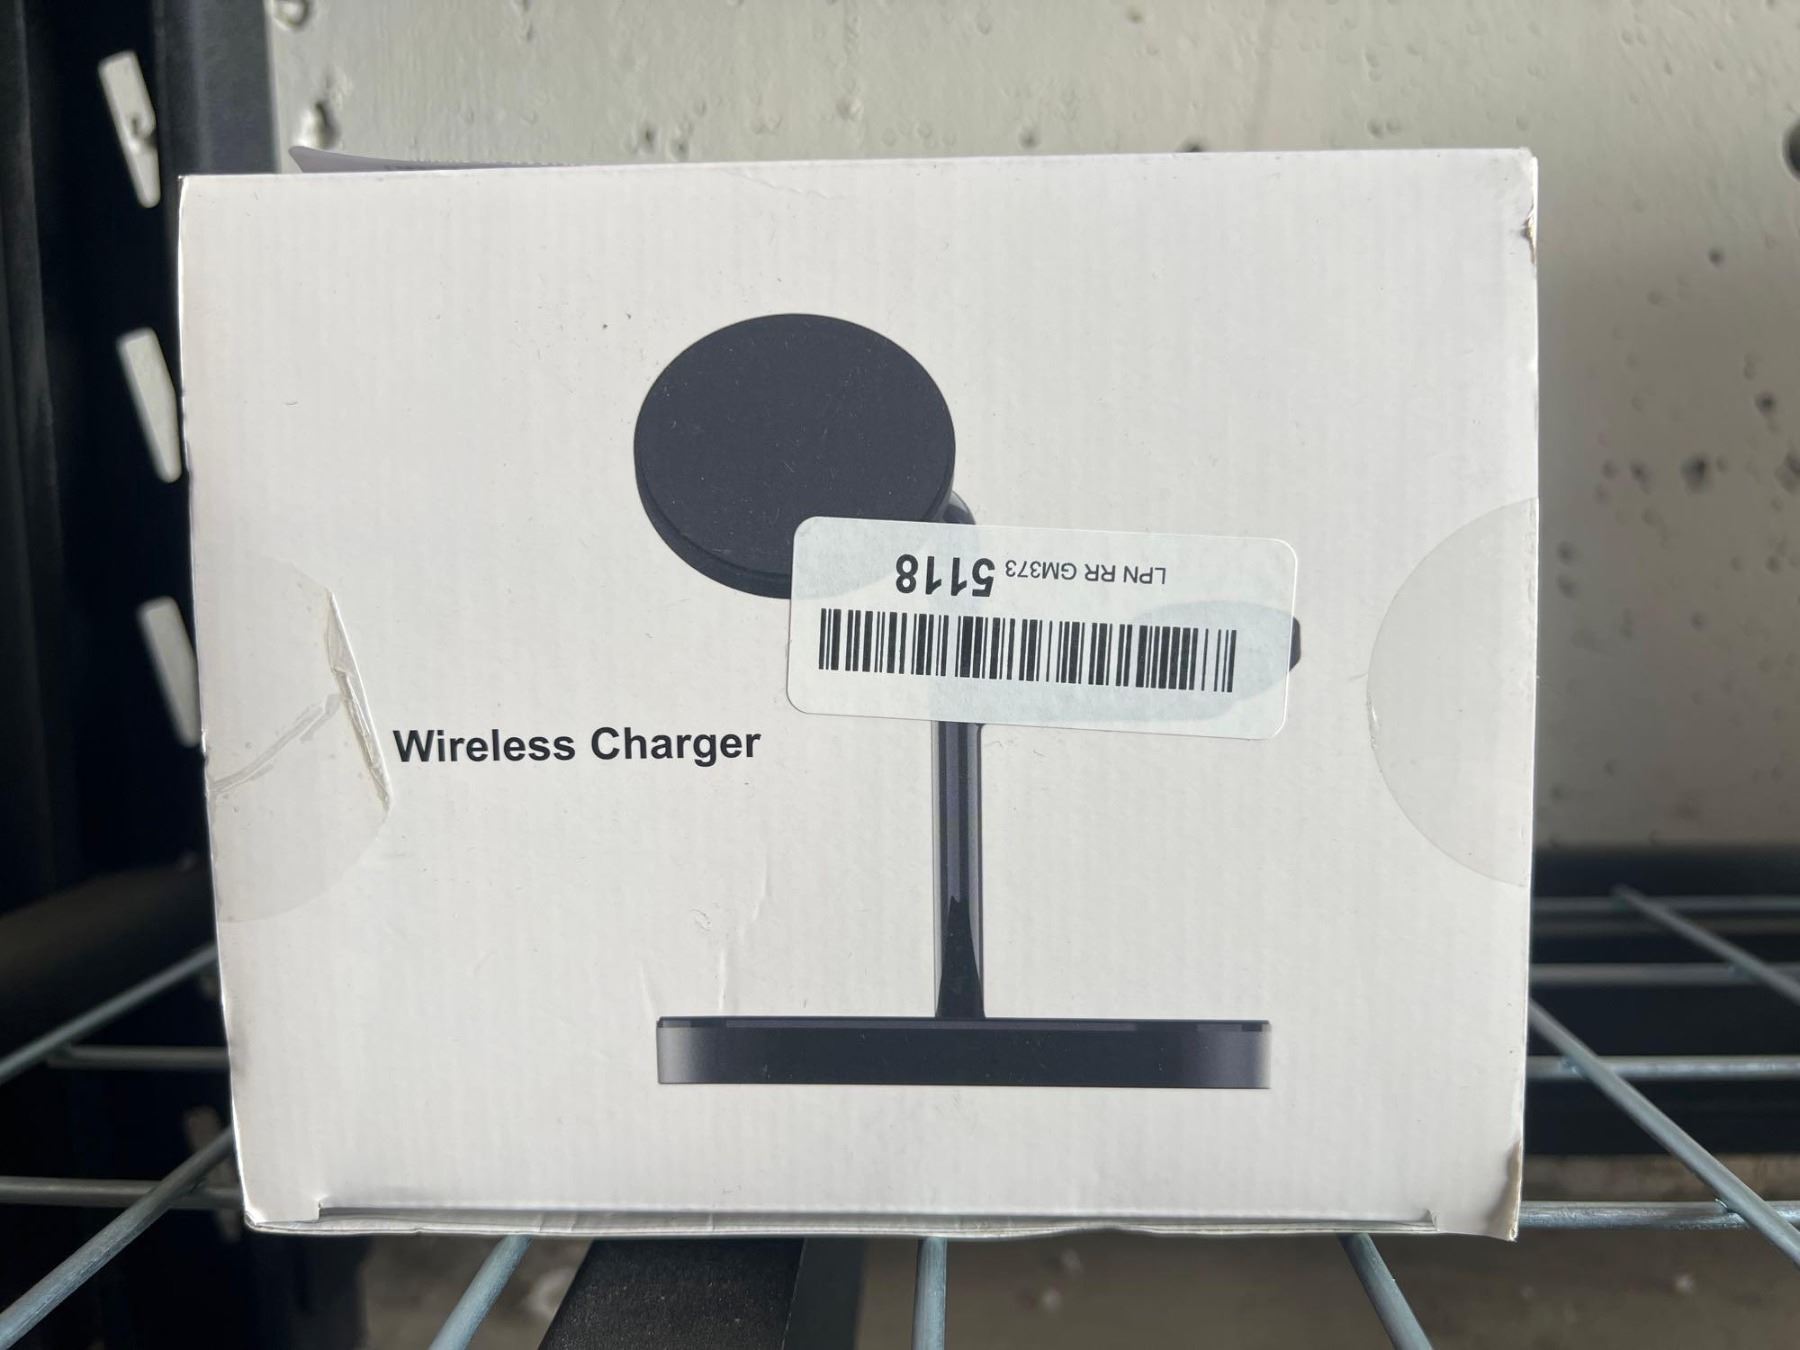 LPN RR GM373 5118
Wireless Charger